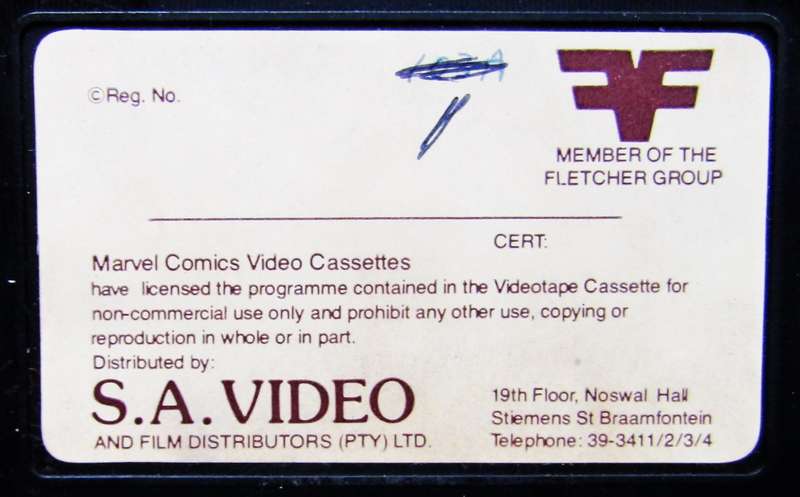 ©Reg. No.
MEMBER OF THE
FLETCHER GROUP
CERT:
Marvel Comics Video Cassettes
have licensed the programme contained in the Videotape Cassette for
non-commercial use only and prohibit any other use, copying or
reproduction in whole or in part.
Distributed by:
S.A. VIDEO
AND FILM DISTRIBUTORS (PTY) LTD.
19th Floor, Noswal Hall
Stiemens St Braamfontein
Telephone: 39-3411/2/3/4